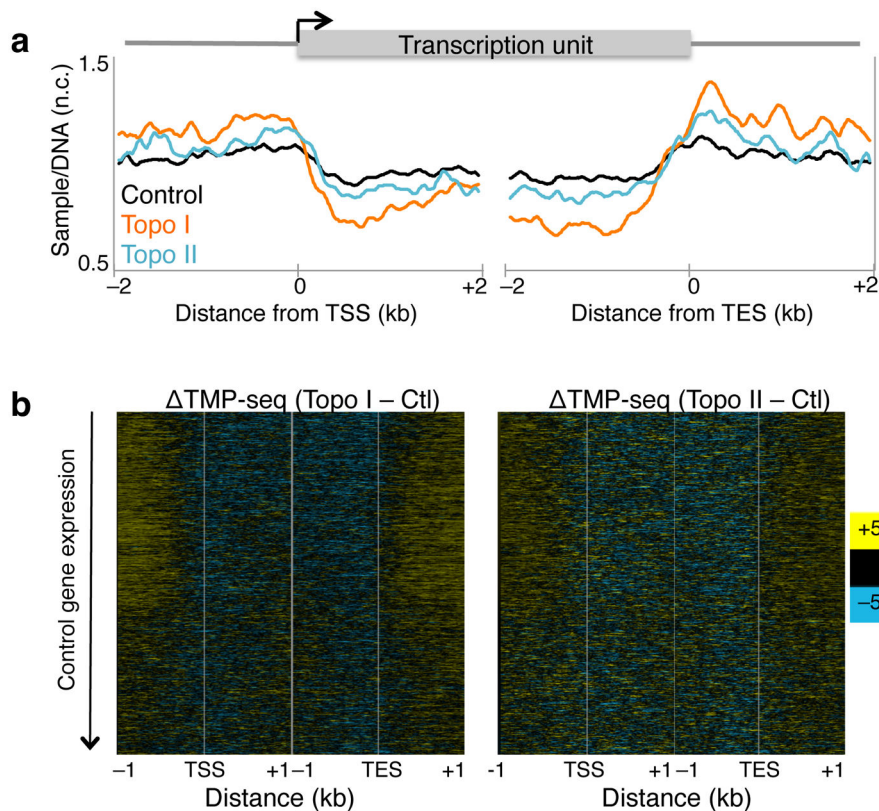 a
Transcription unit
Sample/DNA (n.c.)
1.5
0.5
Control
Topo I
Topo II
−2 0 +2
Distance from TSS (kb)
−2 0 +2
Distance from TES (kb)
b
ΔTMP-seq (Topo I – Ctl)
ΔTMP-seq (Topo II – Ctl)
Control gene expression
+5
−5
−1 TSS +1 −1 TES +1
Distance (kb)
-1 TSS +1 −1 TES +1
Distance (kb)